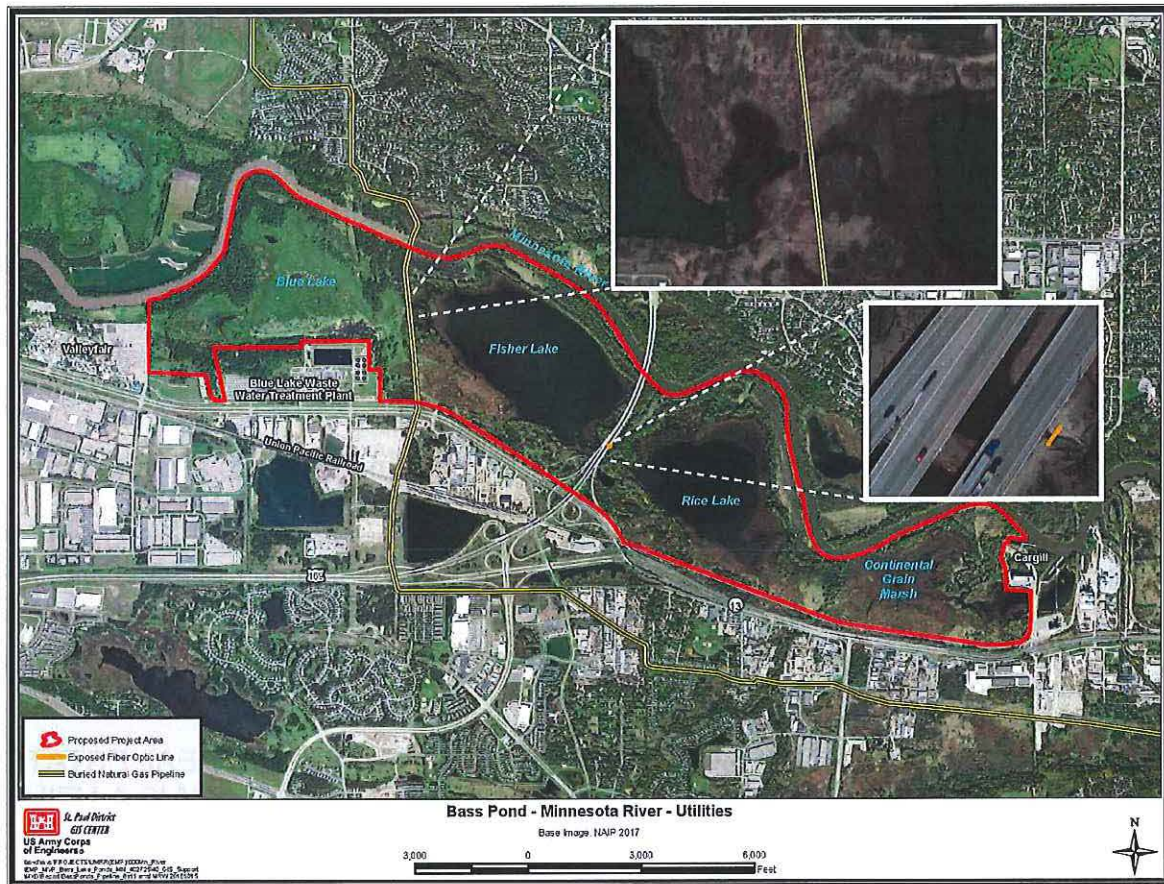 Minnesota River
Blue Lake
Valleyfair
Fisher Lake
Blue Lake Waste
Water Treatment Plant
Union Pacific Railroad
Rice Lake
Continental
Grain
Marsh
Cargill
13
Proposed Project Area
Exposed Fiber Optic Line
Buried Natural Gas Pipeline
St. Paul District
GIS CENTER
US Army Corps
of Engineers®
Bass Pond - Minnesota River - Utilities
Base Image: NAIP 2017
3,000 0 3,000 6,000
Feet
N